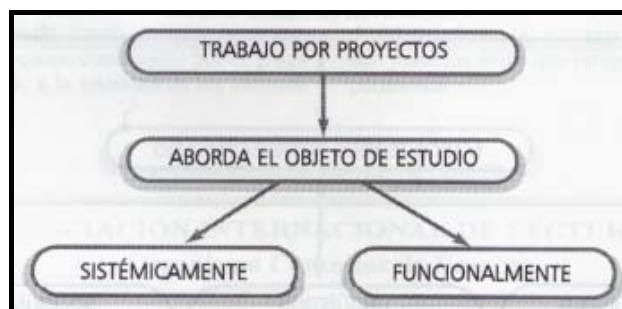 TRABAJO POR PROYECTOS
ABORDA EL OBJETO DE ESTUDIO
SISTÉMICAMENTE
FUNCIONALMENTE